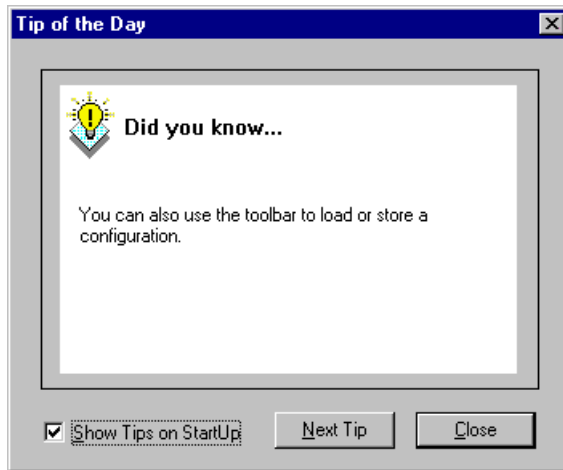 Tip of the Day
Did you know...
You can also use the toolbar to load or store a
configuration.
Show Tips on StartUp
Next Tip
Close